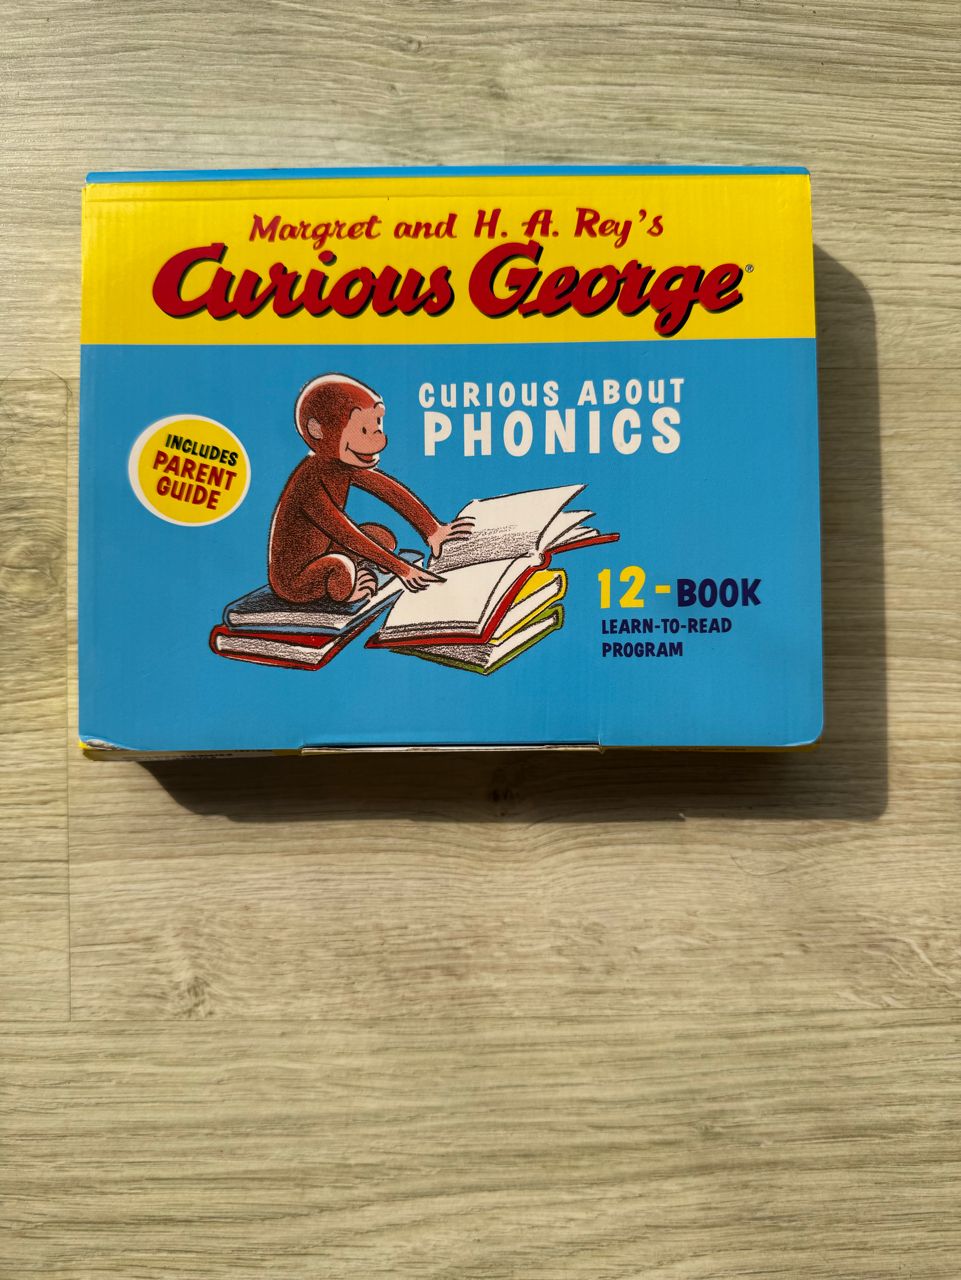 Margret and H. A. Rey's
Curious George®
CURIOUS ABOUT
PHONICS
INCLUDES
PARENT
GUIDE
12-BOOK
LEARN-TO-READ
PROGRAM